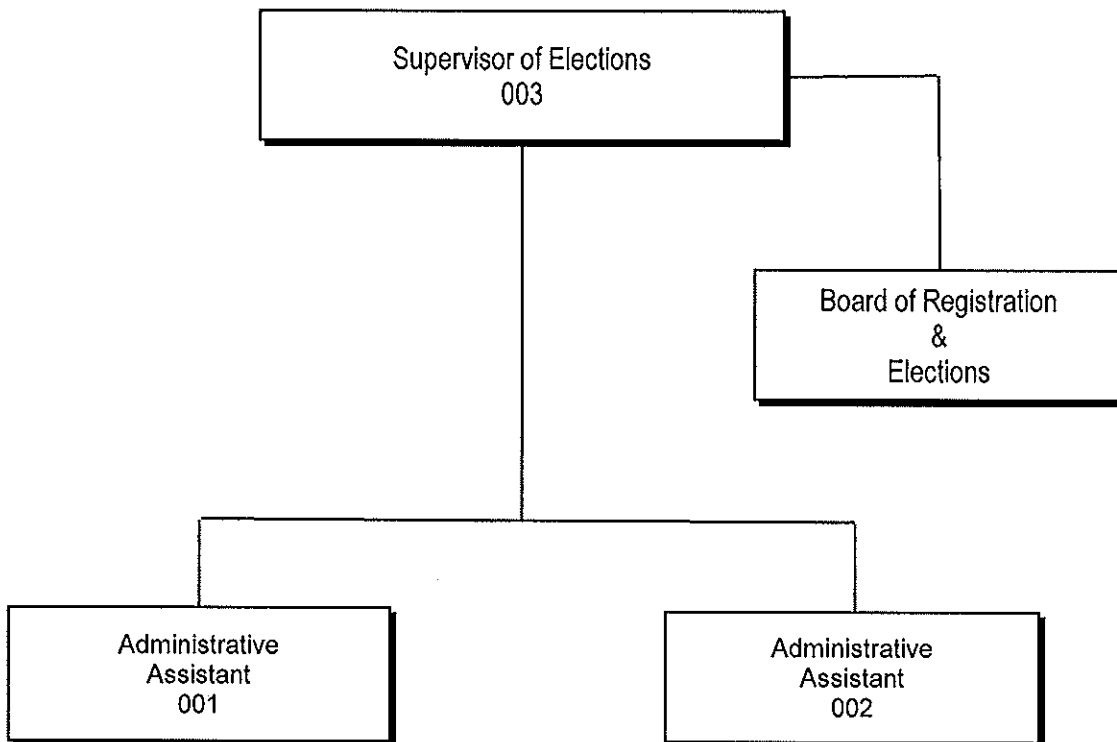 Supervisor of Elections
003
Board of Registration
&
Elections
Administrative
Assistant
001
Administrative
Assistant
002